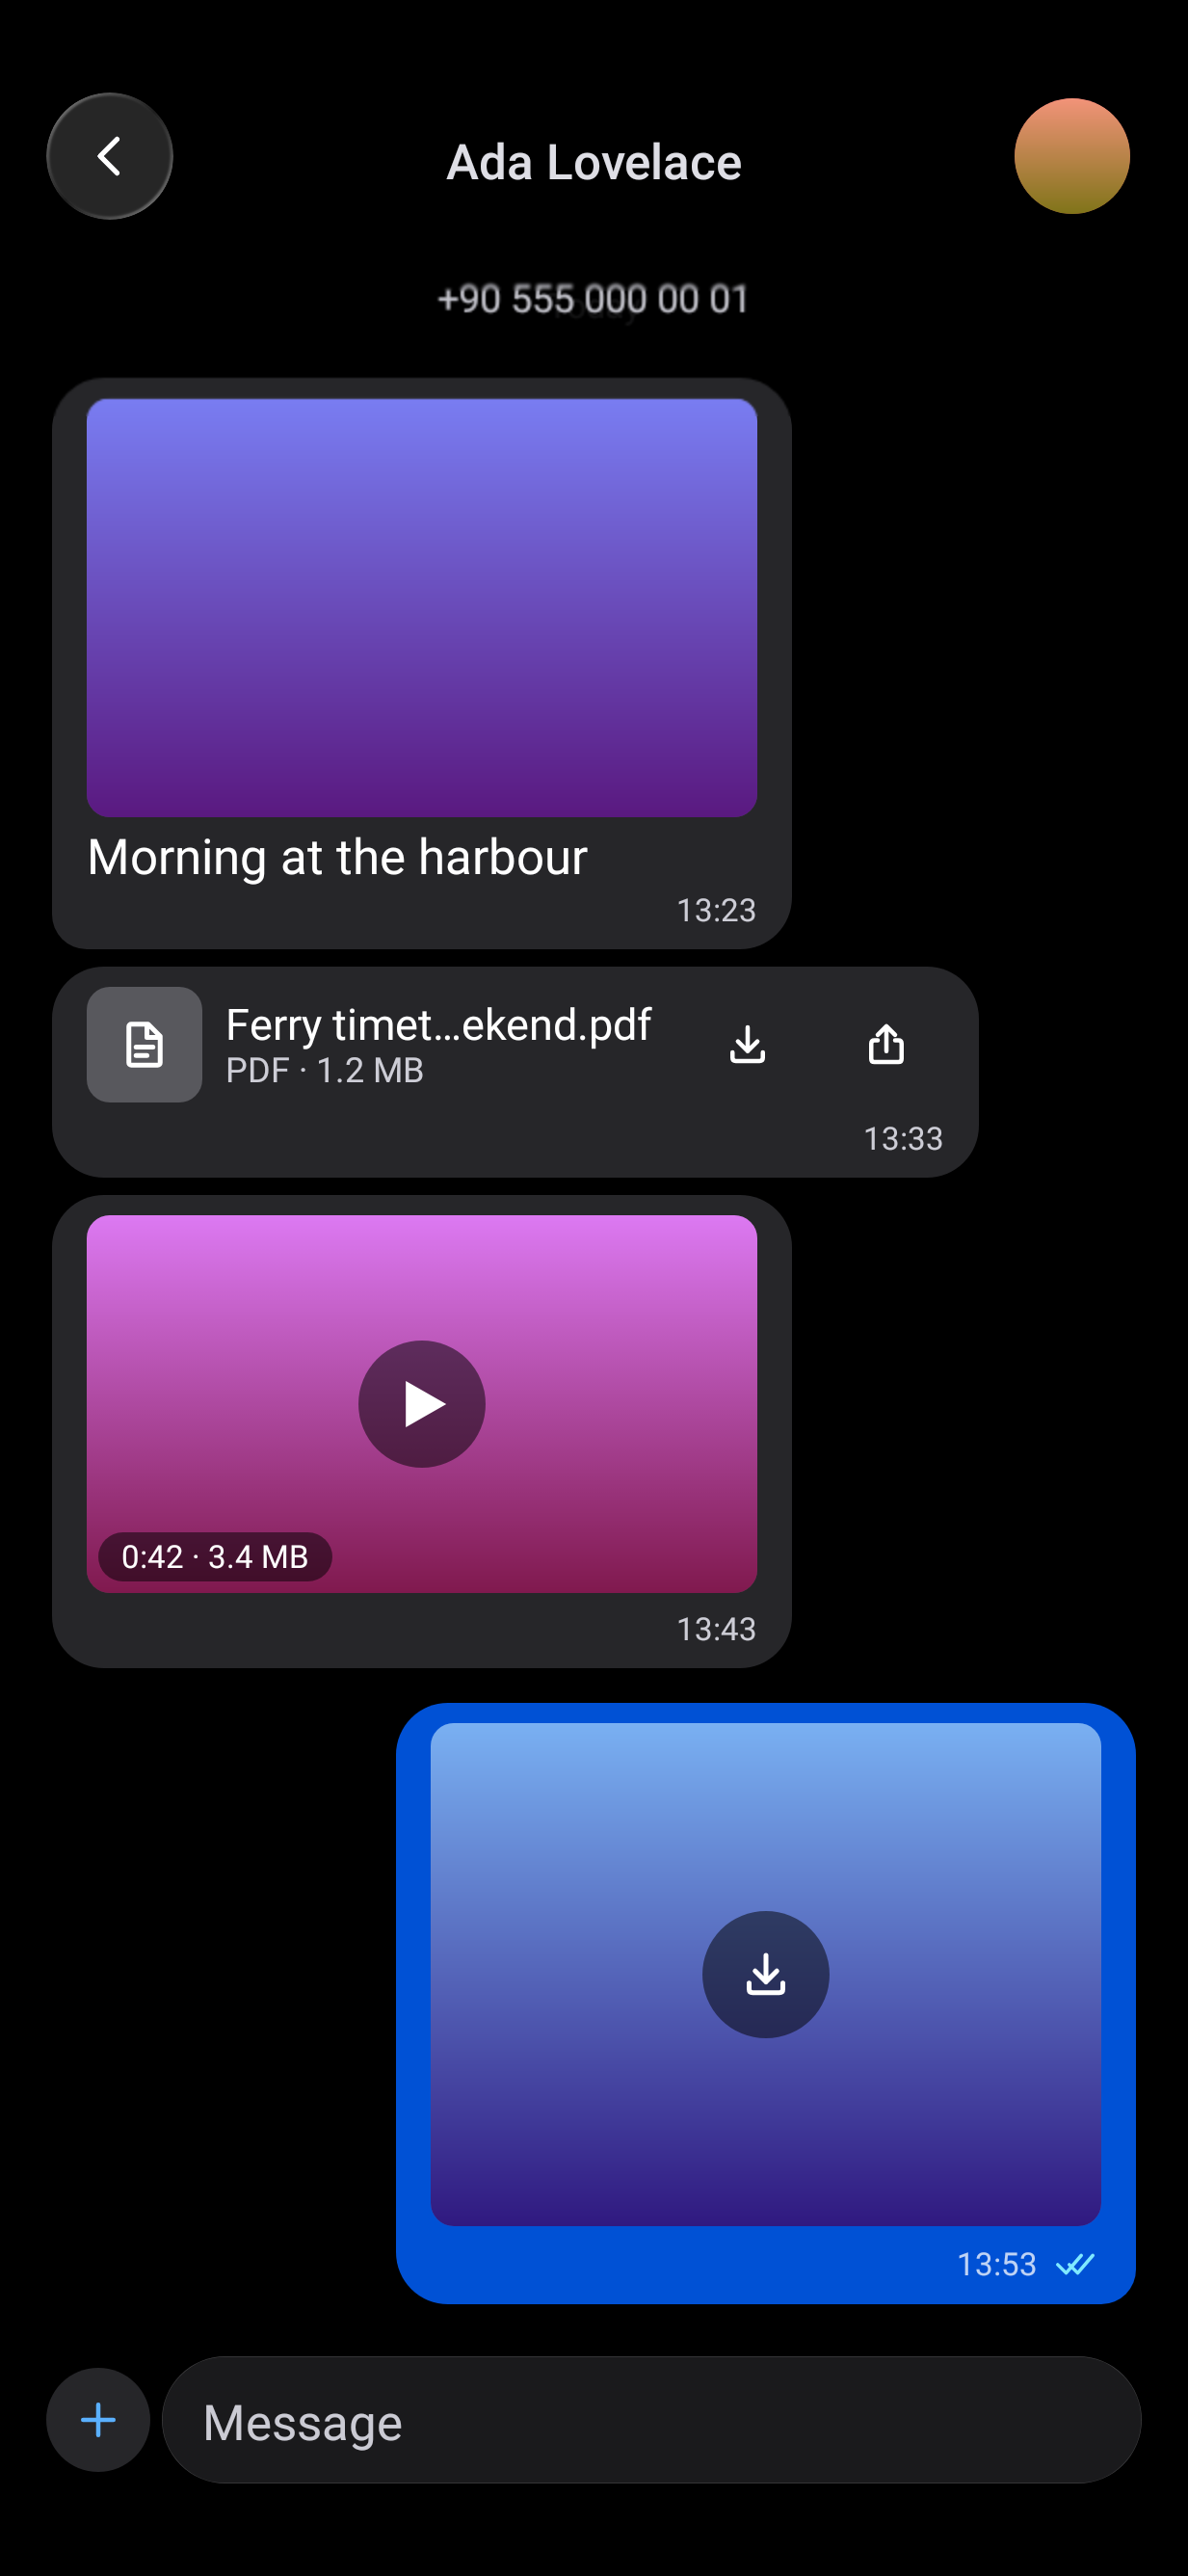 Ada Lovelace
+90 555 000 00 01
Morning at the harbour
13:23
Ferry timet…ekend.pdf
PDF · 1.2 MB
13:33
0:42 · 3.4 MB
13:43
13:53
Message